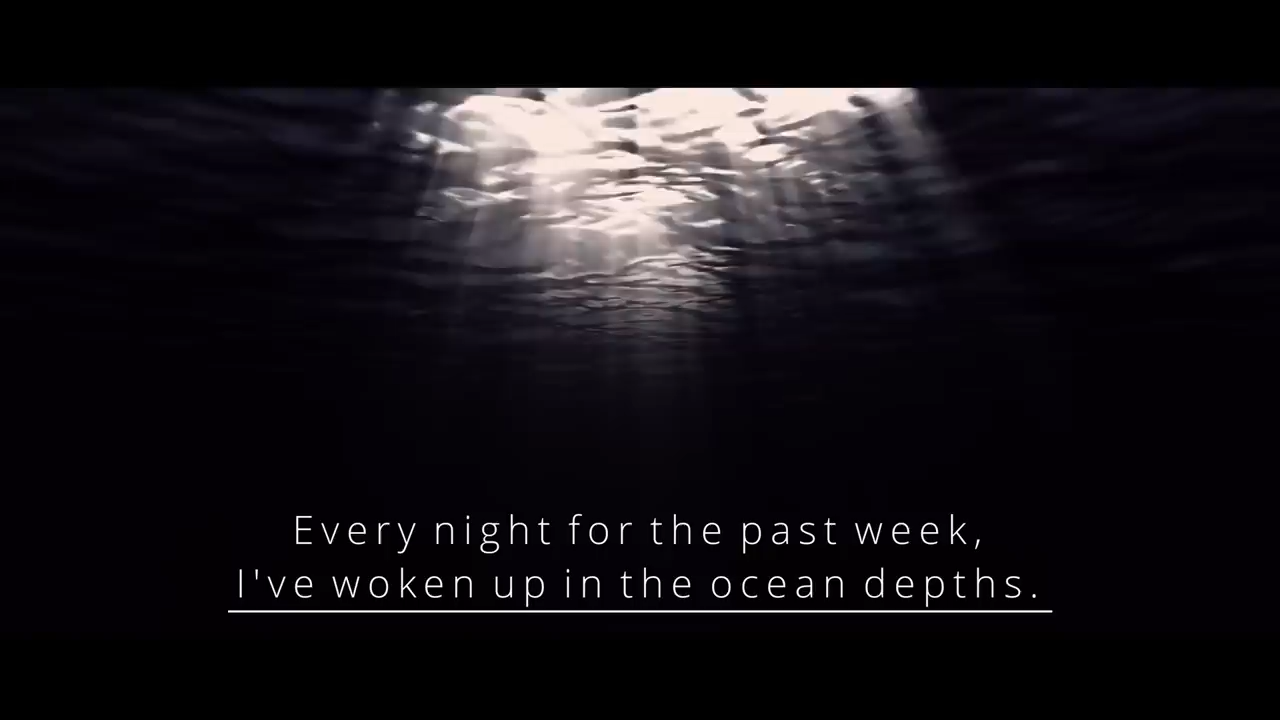 Every night for the past week,
I've woken up in the ocean depths.